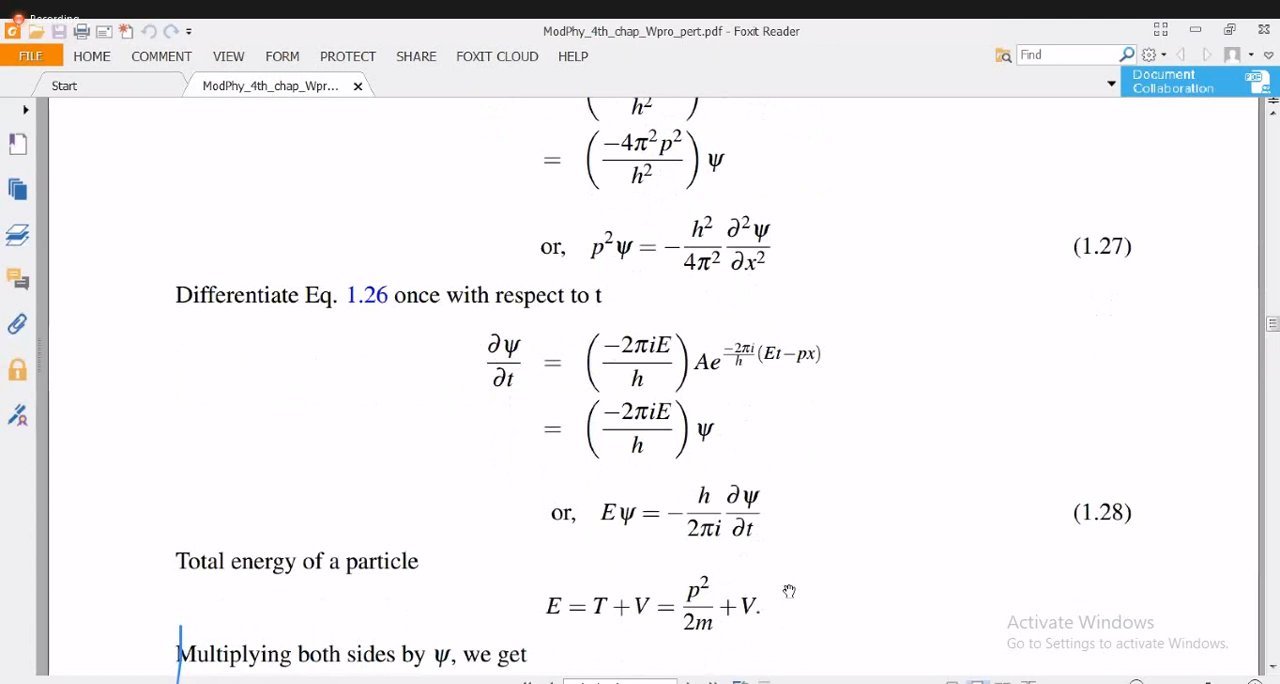 Recording
ModPhy_4th_chap_Wpro_pert.pdf - Foxit Reader
FILE HOME COMMENT VIEW FORM PROTECT SHARE FOXIT CLOUD HELP
Find
Start ModPhy_4th_chap_Wpr...
Document
Collaboration
( h² )
= (−4π²p² / h²) ψ
or, p²ψ = − h²/4π² ∂²ψ/∂x² (1.27)
Differentiate Eq. 1.26 once with respect to t
∂ψ/∂t = (−2πiE / h) Ae^{−2πi/h (Et−px)}
= (−2πiE / h) ψ
or, Eψ = − h/2πi ∂ψ/∂t (1.28)
Total energy of a particle
E = T + V = p²/2m + V.
Activate Windows
Go to Settings to activate Windows.
Multiplying both sides by ψ, we get